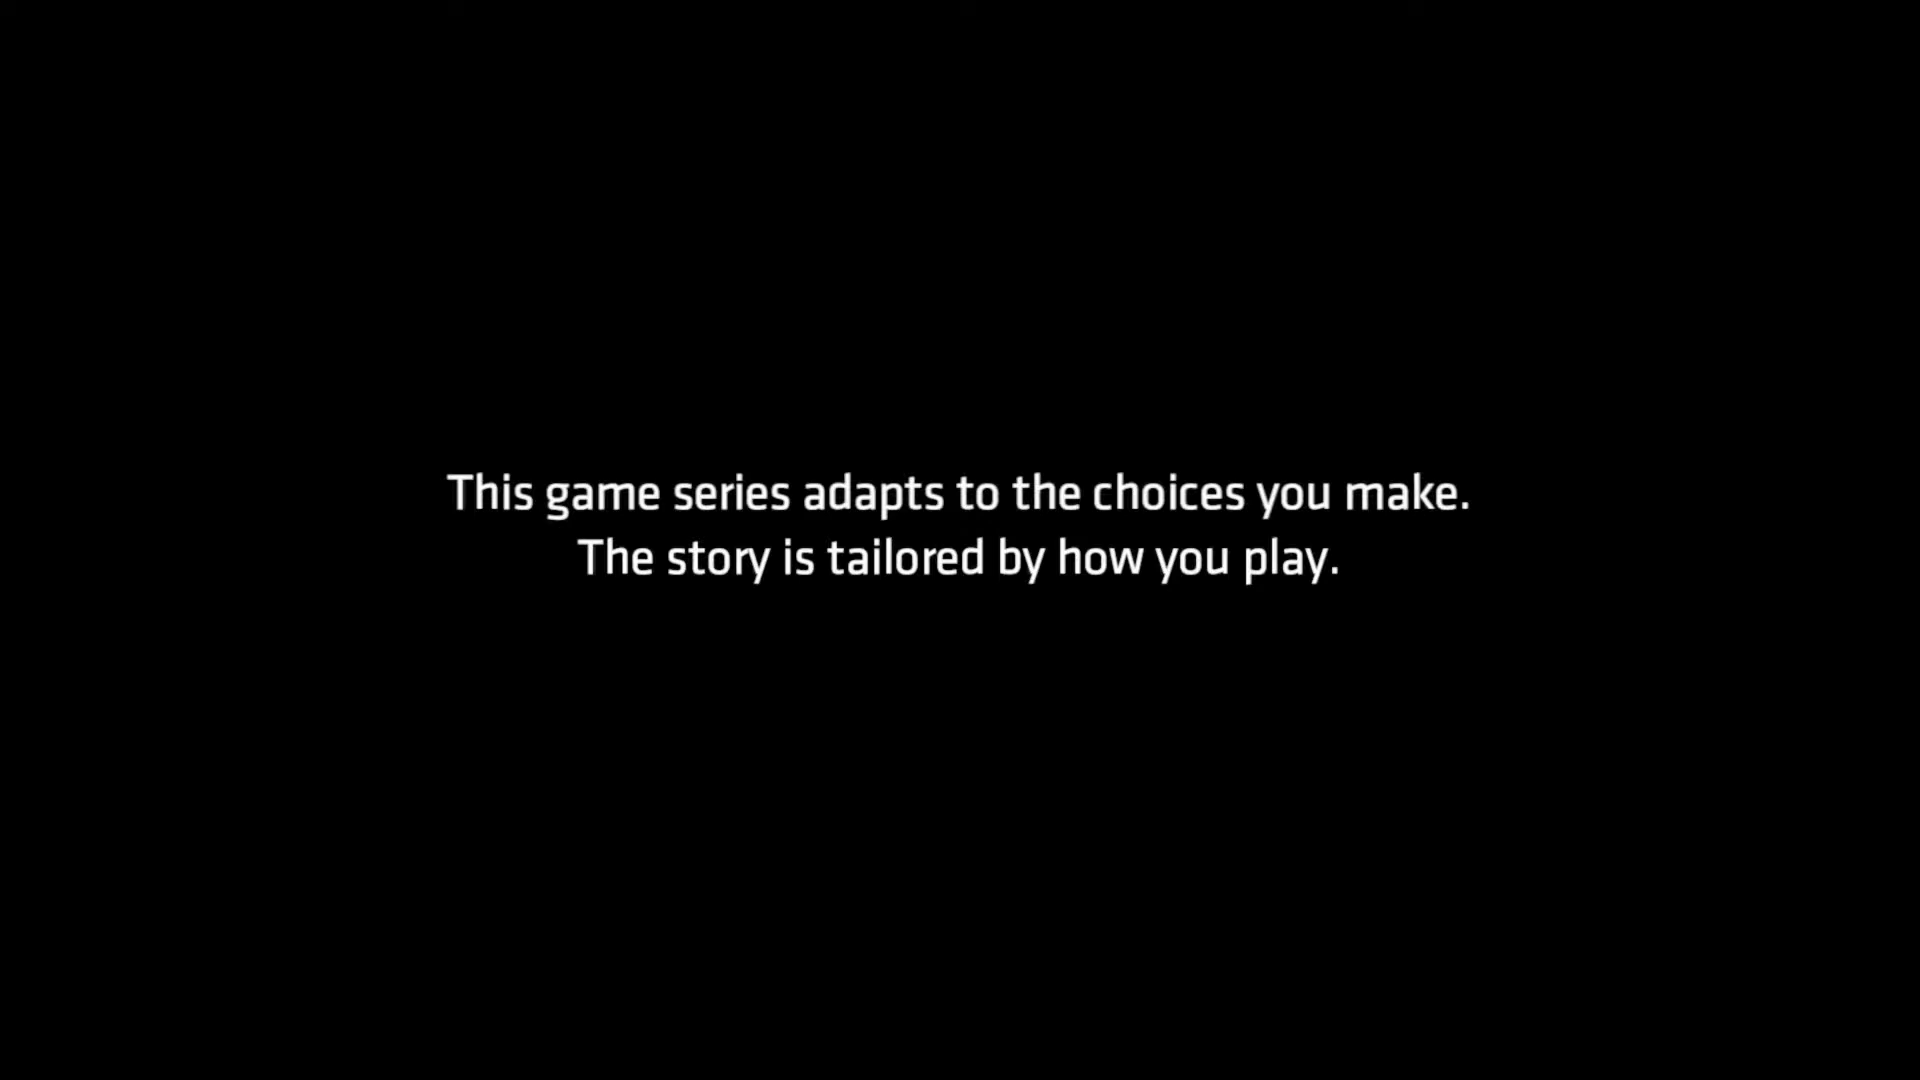 This game series adapts to the choices you make.
The story is tailored by how you play.